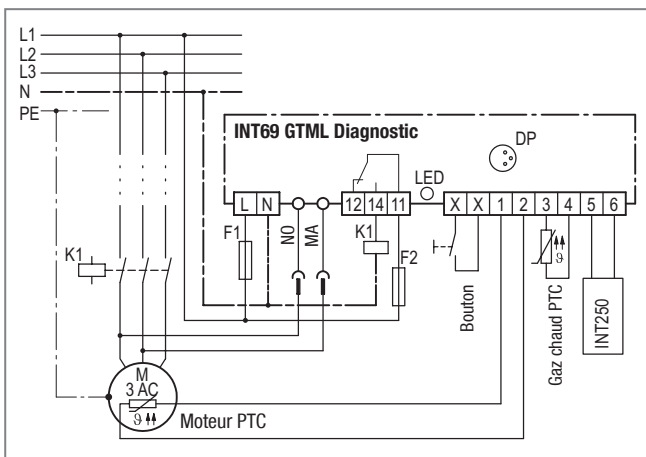 L1
L2
L3
N
PE
INT69 GTML Diagnostic
DP
LED
L N
12 14 11
X X 1 2 3 4 5 6
F1
NO
MA
K1
F2
K1
Bouton
ϑ
Gaz chaud PTC
INT250
M
3 AC
ϑ
Moteur PTC